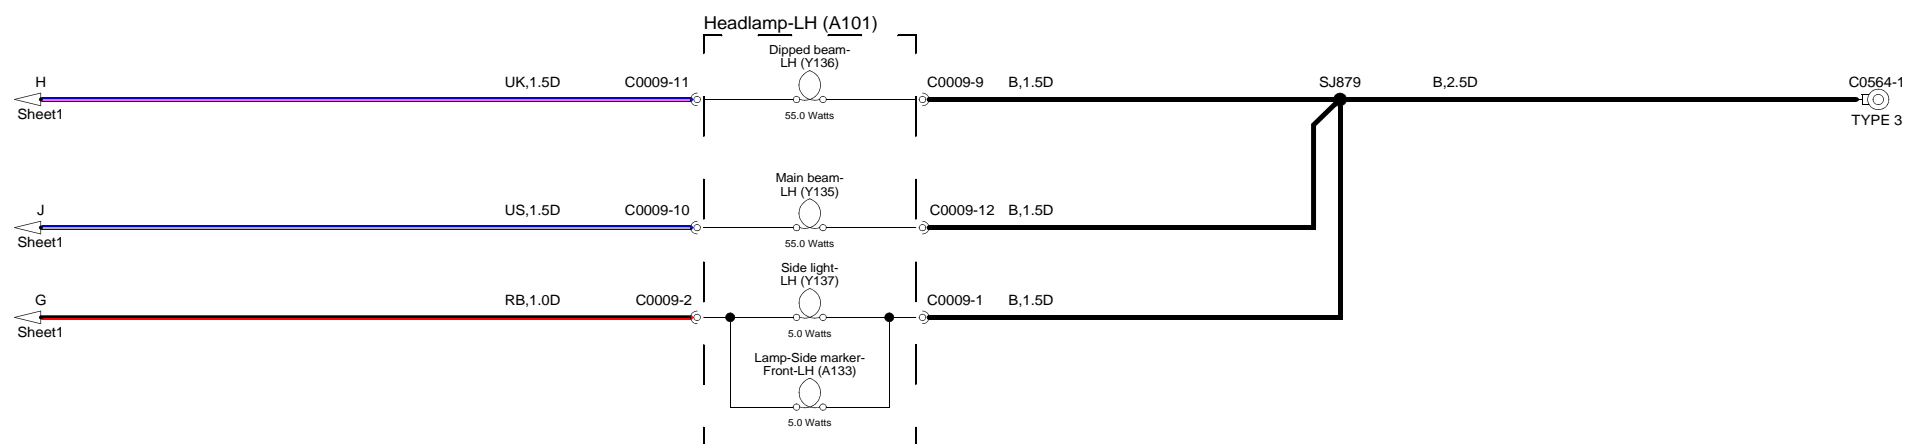 Headlamp-LH (A101)
Dipped beam-
LH (Y136)
H
UK,1.5D
C0009-11
C0009-9
B,1.5D
SJ879
B,2.5D
C0564-1
Sheet1
55.0 Watts
TYPE 3
Main beam-
LH (Y135)
J
US,1.5D
C0009-10
C0009-12
B,1.5D
Sheet1
55.0 Watts
Side light-
LH (Y137)
G
RB,1.0D
C0009-2
C0009-1
B,1.5D
Sheet1
5.0 Watts
Lamp-Side marker-
Front-LH (A133)
5.0 Watts